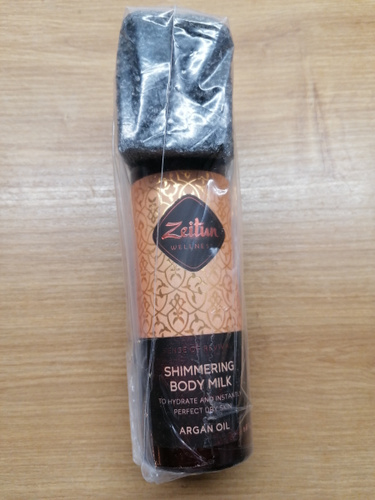 Zeitun
WELLNESS
SHIMMERING
BODY MILK
TO HYDRATE AND INSTANTLY
PERFECT DRY SKIN
ARGAN OIL